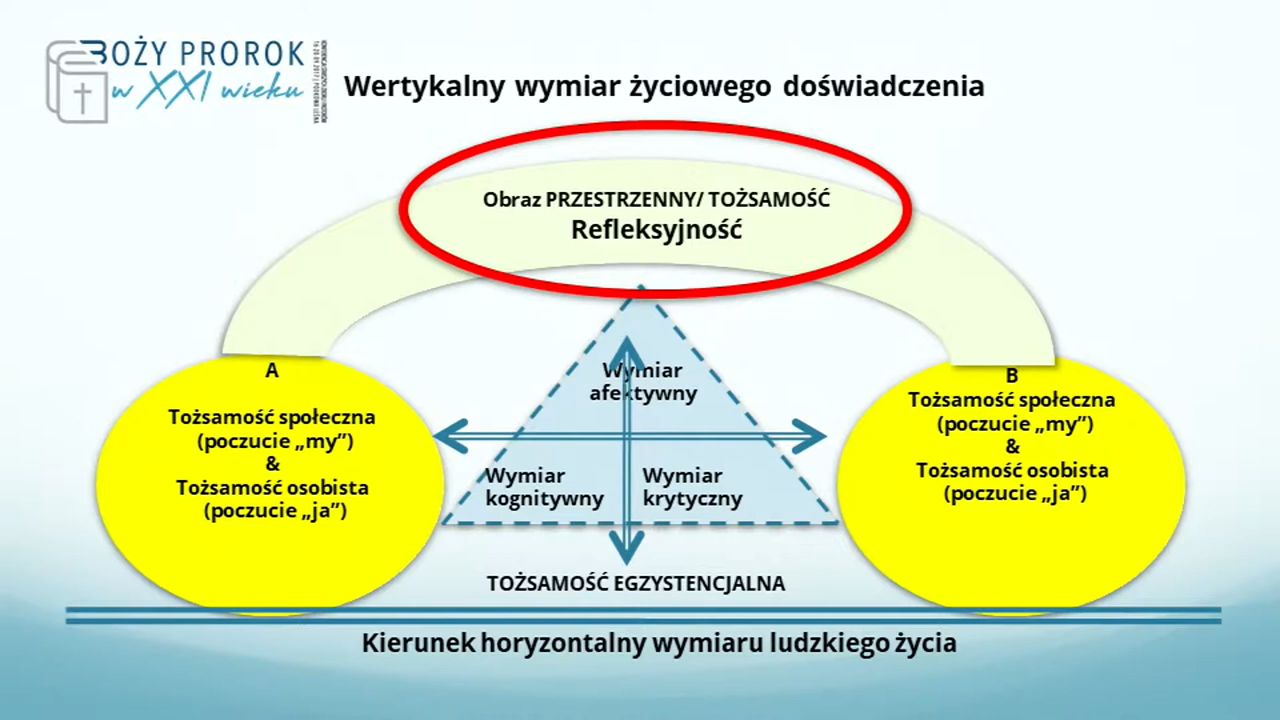 BOŻY PROROK
w XXI wieku
Wertykalny wymiar życiowego doświadczenia
Obraz PRZESTRZENNY/ TOŻSAMOŚĆ
Refleksyjność
A
Tożsamość społeczna
(poczucie „my”)
&
Tożsamość osobista
(poczucie „ja”)
Wymiar
afektywny
Wymiar
kognitywny
Wymiar
krytyczny
B
Tożsamość społeczna
(poczucie „my”)
&
Tożsamość osobista
(poczucie „ja”)
TOŻSAMOŚĆ EGZYSTENCJALNA
Kierunek horyzontalny wymiaru ludzkiego życia